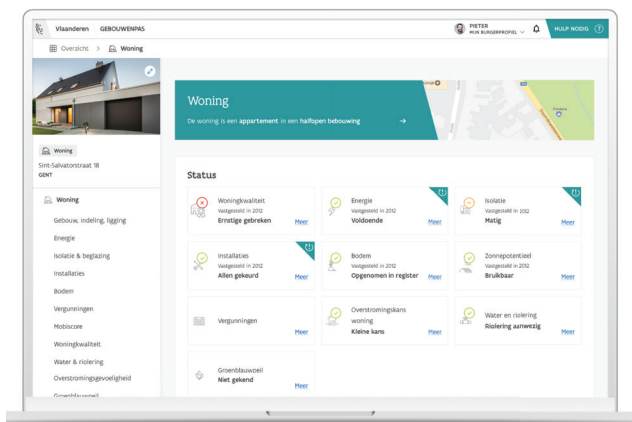 Vlaanderen GEBOUWENPAS
PIETER
MIJN BURGERPROFIEL
HULP NODIG
Overzicht > Woning
Woning
De woning is een appartement in een halfopen bebouwing →
Woning
Sint-Salvatorstraat 18
GENT
Woning
Gebouw, indeling, ligging
Energie
Isolatie & beglazing
Installaties
Bodem
Vergunningen
Mobiscore
Woningkwaliteit
Water & riolering
Overstromingsgevoeligheid
Groenblauwpeil
Status
Woningkwaliteit
Vastgesteld in 2012
Ernstige gebreken Meer
Energie
Vastgesteld in 2012
Voldoende Meer
Isolatie
Vastgesteld in 2012
Matig Meer
Installaties
Vastgesteld in 2012
Allen gekeurd Meer
Bodem
Vastgesteld in 2012
Opgenomen in register Meer
Zonnepotentieel
Vastgesteld in 2012
Bruikbaar Meer
Vergunningen
Meer
Overstromingskans
woning
Kleine kans Meer
Water en riolering
Riolering aanwezig
Meer
Groenblauwpeil
Niet gekend
Meer